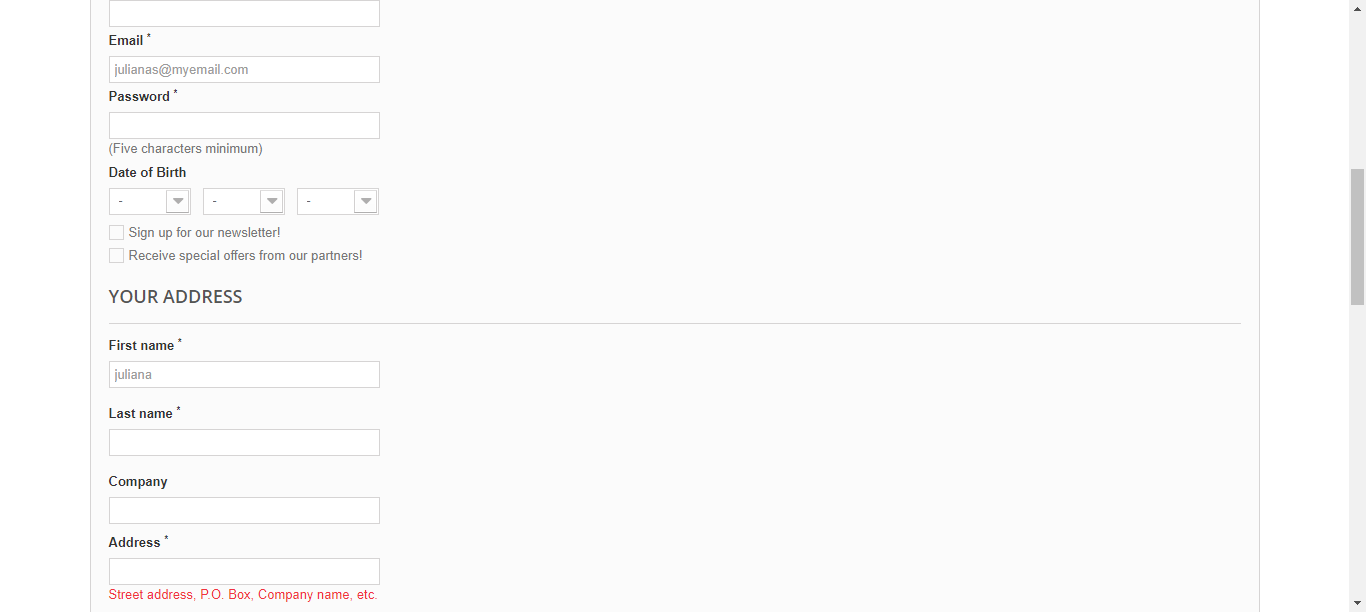 Email *
julianas@myemail.com
Password *
(Five characters minimum)
Date of Birth
- - -
Sign up for our newsletter!
Receive special offers from our partners!
YOUR ADDRESS
First name *
juliana
Last name *
Company
Address *
Street address, P.O. Box, Company name, etc.